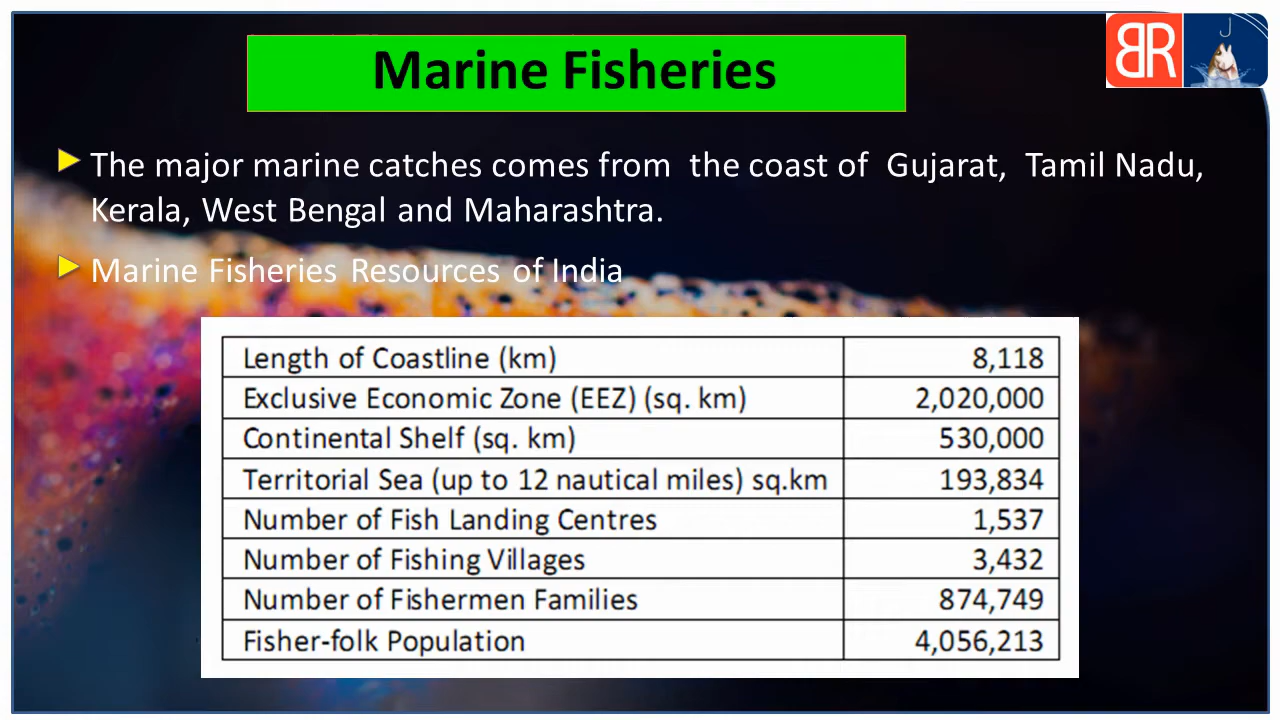 Marine Fisheries
BR
The major marine catches comes from the coast of Gujarat, Tamil Nadu,
Kerala, West Bengal and Maharashtra.
Marine Fisheries Resources of India
Length of Coastline (km) 8,118
Exclusive Economic Zone (EEZ) (sq. km) 2,020,000
Continental Shelf (sq. km) 530,000
Territorial Sea (up to 12 nautical miles) sq.km 193,834
Number of Fish Landing Centres 1,537
Number of Fishing Villages 3,432
Number of Fishermen Families 874,749
Fisher-folk Population 4,056,213